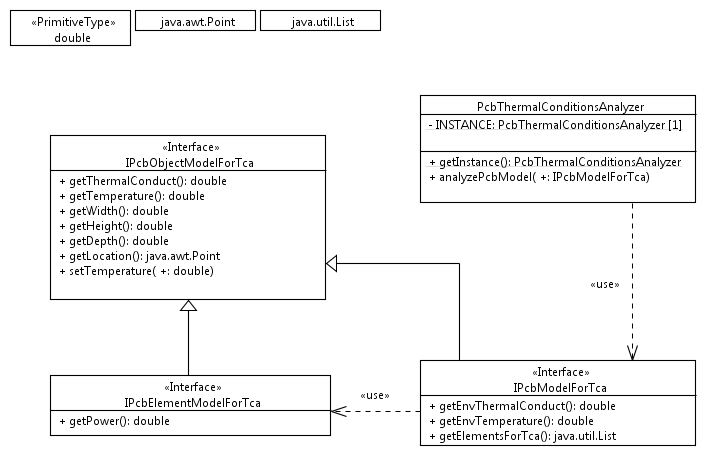 «PrimitiveType»
double
java.awt.Point
java.util.List
PcbThermalConditionsAnalyzer
- INSTANCE: PcbThermalConditionsAnalyzer [1]
+ getInstance(): PcbThermalConditionsAnalyzer
+ analyzePcbModel( +: IPcbModelForTca)
«Interface»
IPcbObjectModelForTca
+ getThermalConduct(): double
+ getTemperature(): double
+ getWidth(): double
+ getHeight(): double
+ getDepth(): double
+ getLocation(): java.awt.Point
+ setTemperature( +: double)
«use»
«Interface»
IPcbElementModelForTca
+ getPower(): double
«use»
«Interface»
IPcbModelForTca
+ getEnvThermalConduct(): double
+ getEnvTemperature(): double
+ getElementsForTca(): java.util.List